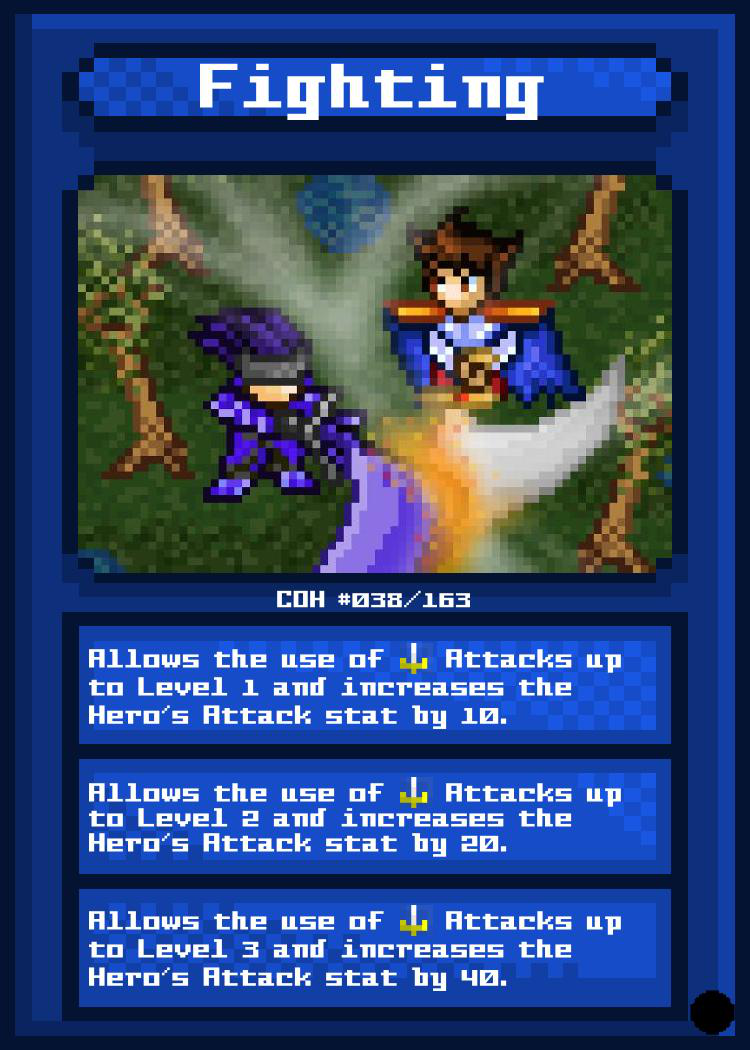 Fighting
COH #038/163
Allows the use of Attacks up
to Level 1 and increases the
Hero's Attack stat by 10.
Allows the use of Attacks up
to Level 2 and increases the
Hero's Attack stat by 20.
Allows the use of Attacks up
to Level 3 and increases the
Hero's Attack stat by 40.